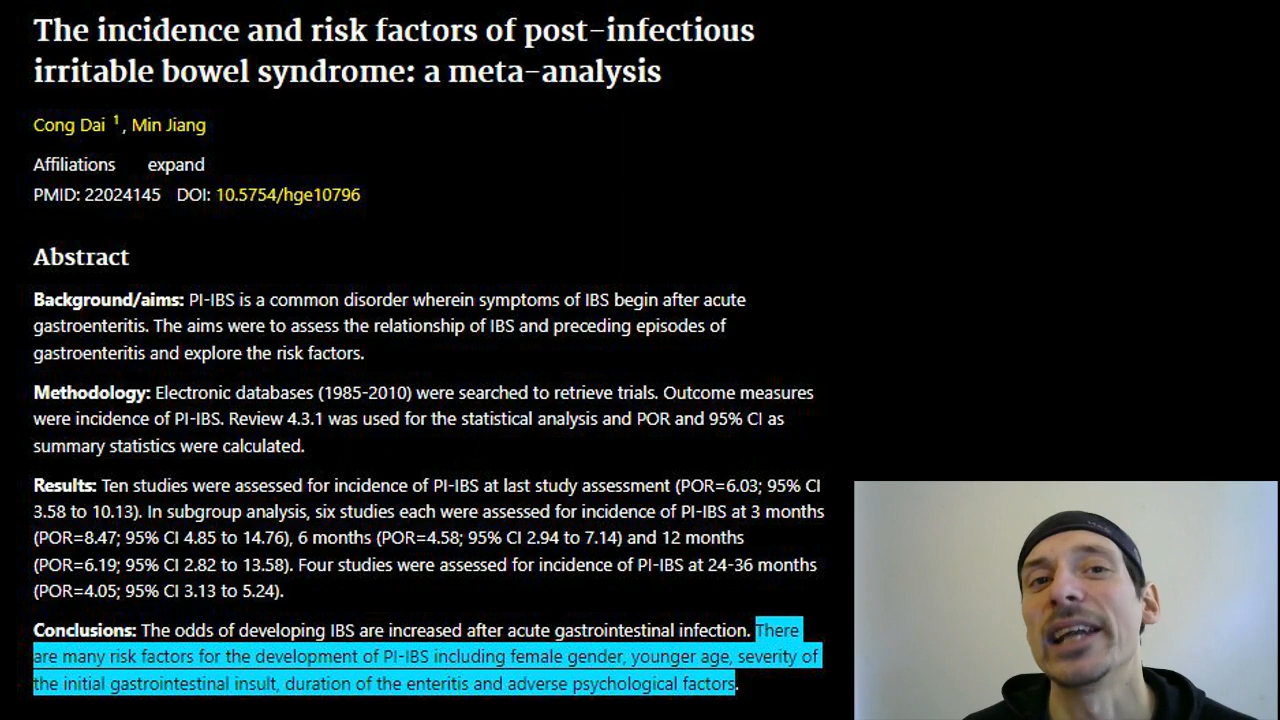 The incidence and risk factors of post-infectious
irritable bowel syndrome: a meta-analysis
Cong Dai 1, Min Jiang
Affiliations expand
PMID: 22024145 DOI: 10.5754/hge10796
Abstract
Background/aims: PI-IBS is a common disorder wherein symptoms of IBS begin after acute
gastroenteritis. The aims were to assess the relationship of IBS and preceding episodes of
gastroenteritis and explore the risk factors.
Methodology: Electronic databases (1985-2010) were searched to retrieve trials. Outcome measures
were incidence of PI-IBS. Review 4.3.1 was used for the statistical analysis and POR and 95% CI as
summary statistics were calculated.
Results: Ten studies were assessed for incidence of PI-IBS at last study assessment (POR=6.03; 95% CI
3.58 to 10.13). In subgroup analysis, six studies each were assessed for incidence of PI-IBS at 3 months
(POR=8.47; 95% CI 4.85 to 14.76), 6 months (POR=4.58; 95% CI 2.94 to 7.14) and 12 months
(POR=6.19; 95% CI 2.82 to 13.58). Four studies were assessed for incidence of PI-IBS at 24-36 months
(POR=4.05; 95% CI 3.13 to 5.24).
Conclusions: The odds of developing IBS are increased after acute gastrointestinal infection. There
are many risk factors for the development of PI-IBS including female gender, younger age, severity of
the initial gastrointestinal insult, duration of the enteritis and adverse psychological factors.